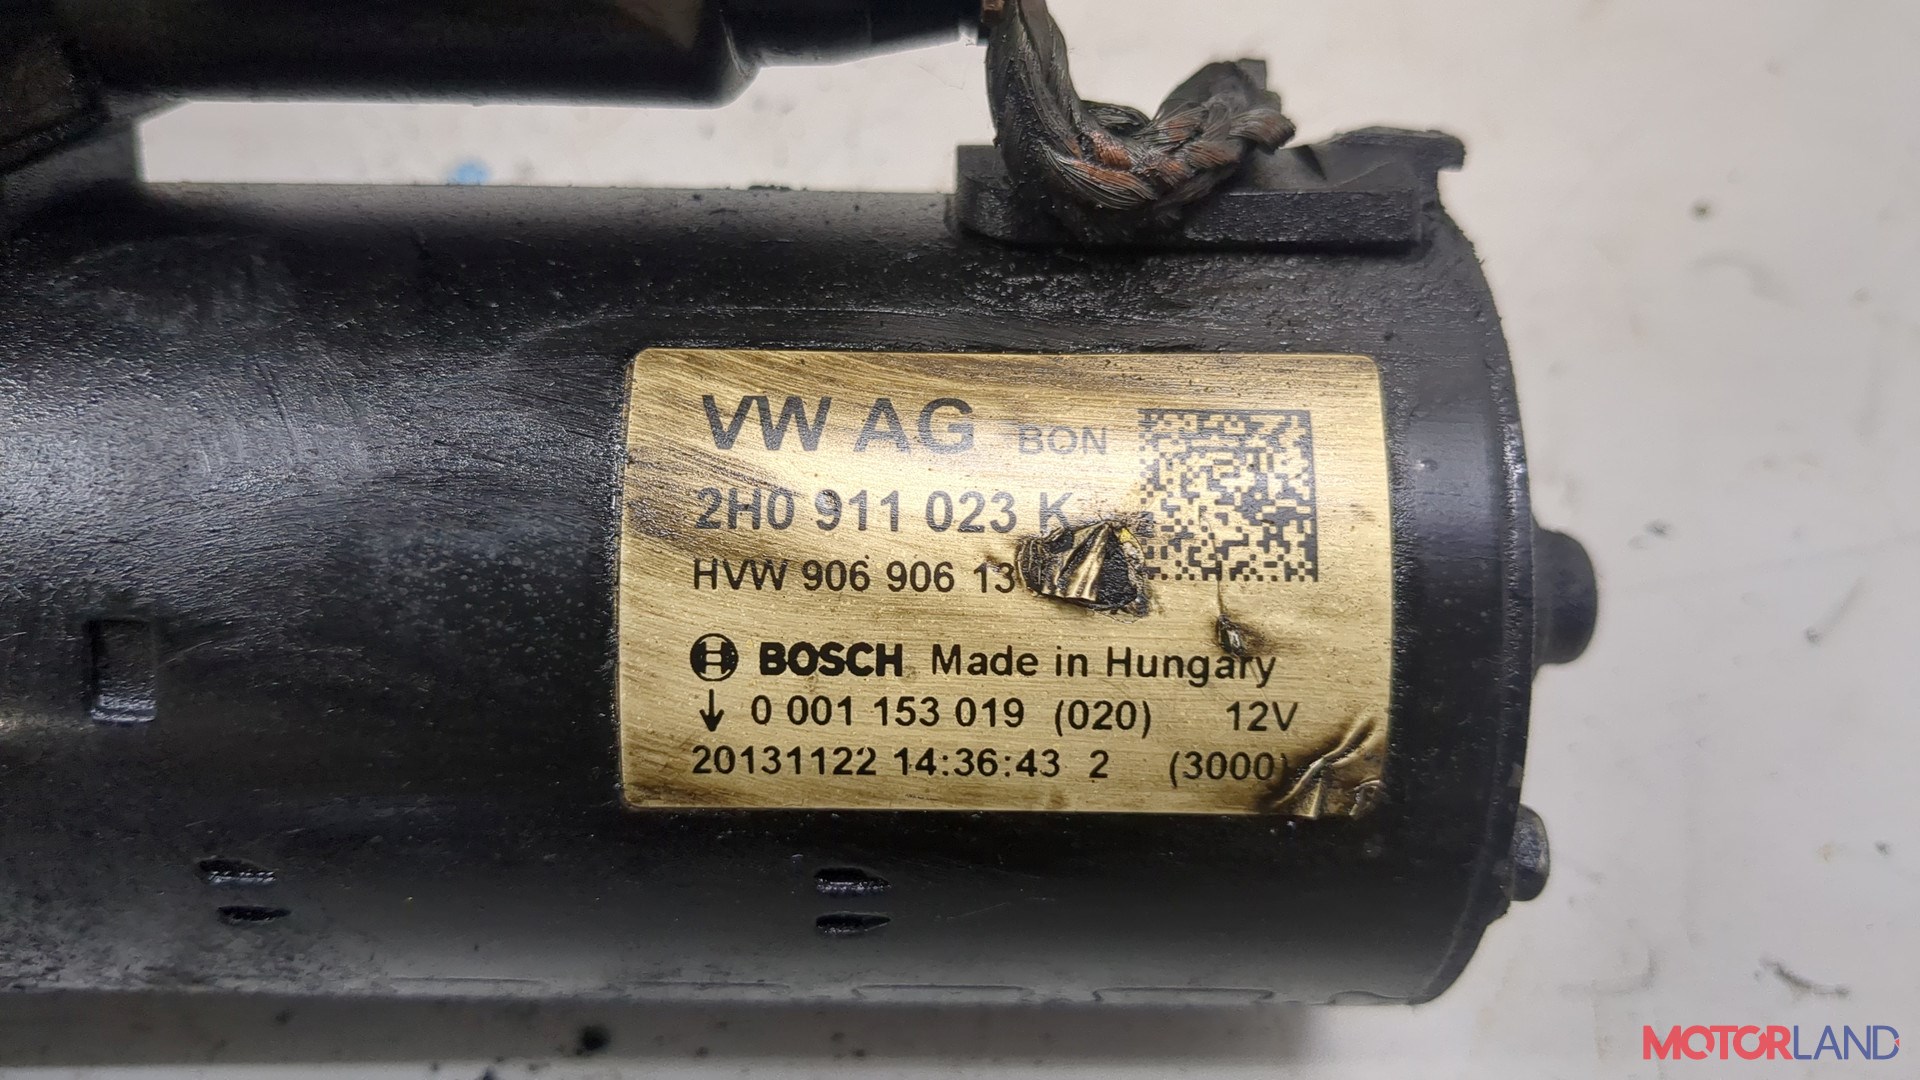 VW AG BON
2H0 911 023 K
HVW 906 906 13
BOSCH Made in Hungary
↓ 0 001 153 019 (020) 12V
20131122 14:36:43 2 (3000)
MOTORLAND